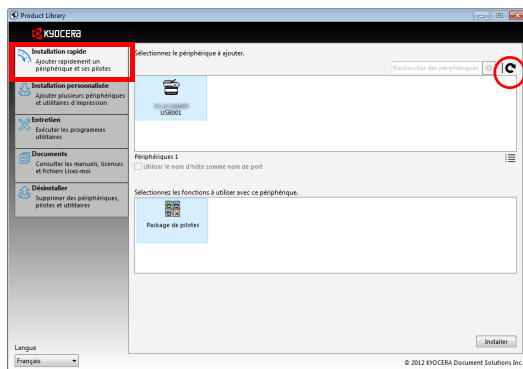 Product Library
KYOCERA
Installation rapide
Ajouter rapidement un
périphérique et ses pilotes
Installation personnalisée
Ajouter plusieurs périphériques
et utilitaires d'impression
Entretien
Exécuter les programmes
utilitaires
Documents
Consulter les manuels, licences
et fichiers Lisez-moi
Désinstaller
Supprimer des périphériques,
pilotes et utilitaires
Langue
Français
Sélectionnez le périphérique à ajouter.
Rechercher des périphériques
USB001
Périphériques 1
Utiliser le nom d'hôte comme nom de port
Sélectionnez les fonctions à utiliser avec ce périphérique.
Package de pilotes
Installer
© 2012 KYOCERA Document Solutions Inc.